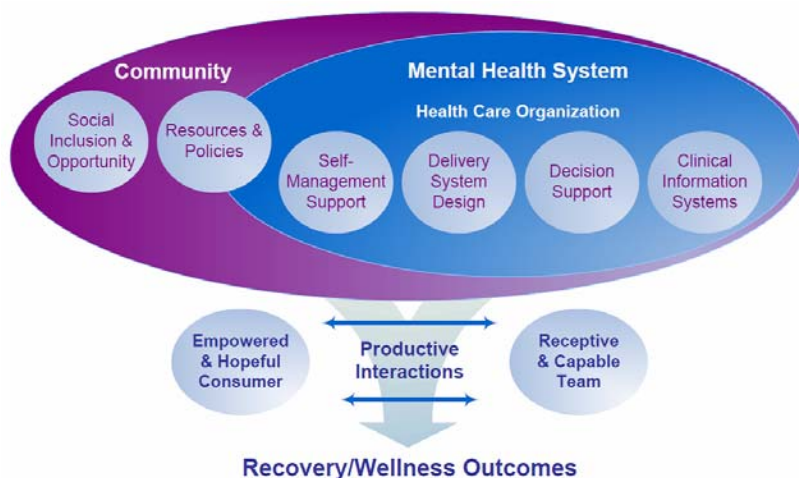 Community
Mental Health System
Health Care Organization
Social
Inclusion &
Opportunity
Resources &
Policies
Self-
Management
Support
Delivery
System
Design
Decision
Support
Clinical
Information
Systems
Empowered
& Hopeful
Consumer
Productive
Interactions
Receptive
& Capable
Team
Recovery/Wellness Outcomes